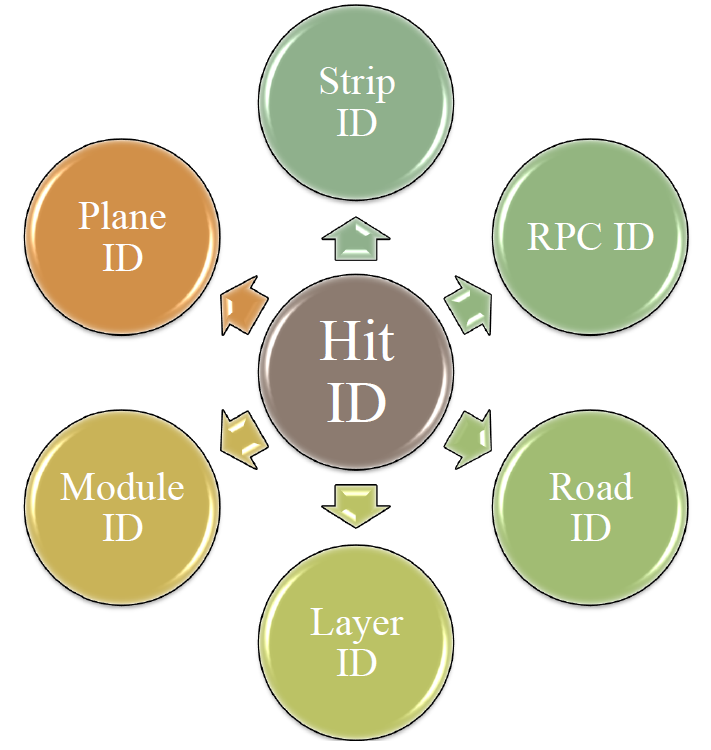 Strip
ID
Plane
ID
RPC ID
Hit
ID
Module
ID
Road
ID
Layer
ID